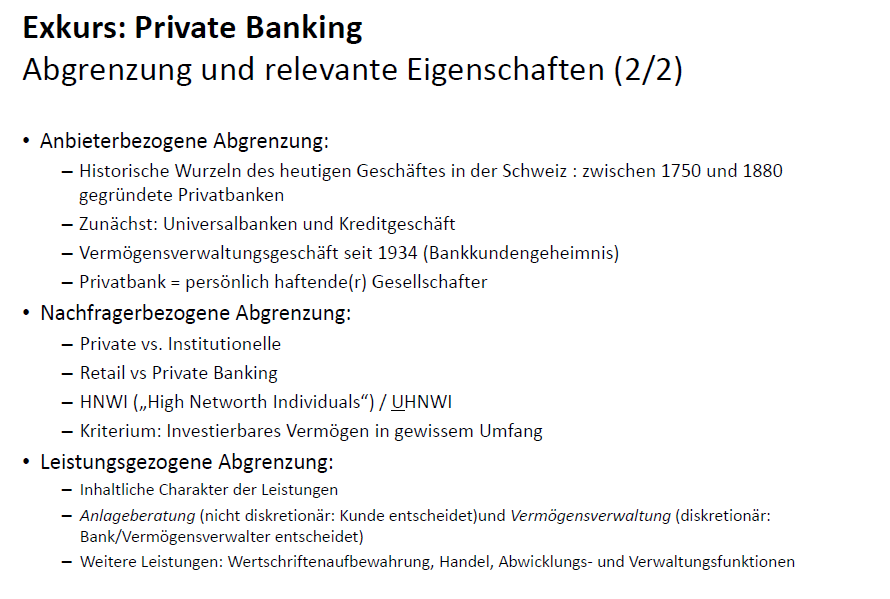 Exkurs: Private Banking
Abgrenzung und relevante Eigenschaften (2/2)
• Anbieterbezogene Abgrenzung:
– Historische Wurzeln des heutigen Geschäftes in der Schweiz : zwischen 1750 und 1880
gegründete Privatbanken
– Zunächst: Universalbanken und Kreditgeschäft
– Vermögensverwaltungsgeschäft seit 1934 (Bankkundengeheimnis)
– Privatbank = persönlich haftende(r) Gesellschafter
• Nachfragerbezogene Abgrenzung:
– Private vs. Institutionelle
– Retail vs Private Banking
– HNWI („High Networth Individuals“) / UHNWI
– Kriterium: Investierbares Vermögen in gewissem Umfang
• Leistungsgezogene Abgrenzung:
– Inhaltliche Charakter der Leistungen
– Anlageberatung (nicht diskretionär: Kunde entscheidet)und Vermögensverwaltung (diskretionär:
Bank/Vermögensverwalter entscheidet)
– Weitere Leistungen: Wertschriftenaufbewahrung, Handel, Abwicklungs- und Verwaltungsfunktionen